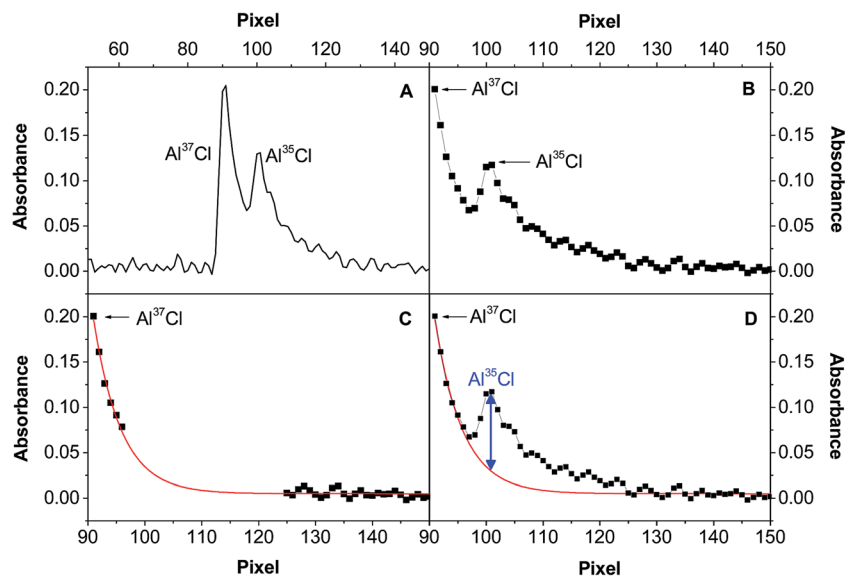 Pixel Pixel
60 80 100 120 140 90 100 110 120 130 140 150
0.20 A Al³⁷Cl B 0.20
0.15 Al³⁷Cl Al³⁵Cl Al³⁵Cl 0.15
0.10 0.10
0.05 0.05
0.00 0.00
Absorbance Absorbance
0.20 Al³⁷Cl C Al³⁷Cl D 0.20
0.15 Al³⁵Cl 0.15
0.10 0.10
0.05 0.05
0.00 0.00
Absorbance Absorbance
90 100 110 120 130 140 90 100 110 120 130 140 150
Pixel Pixel